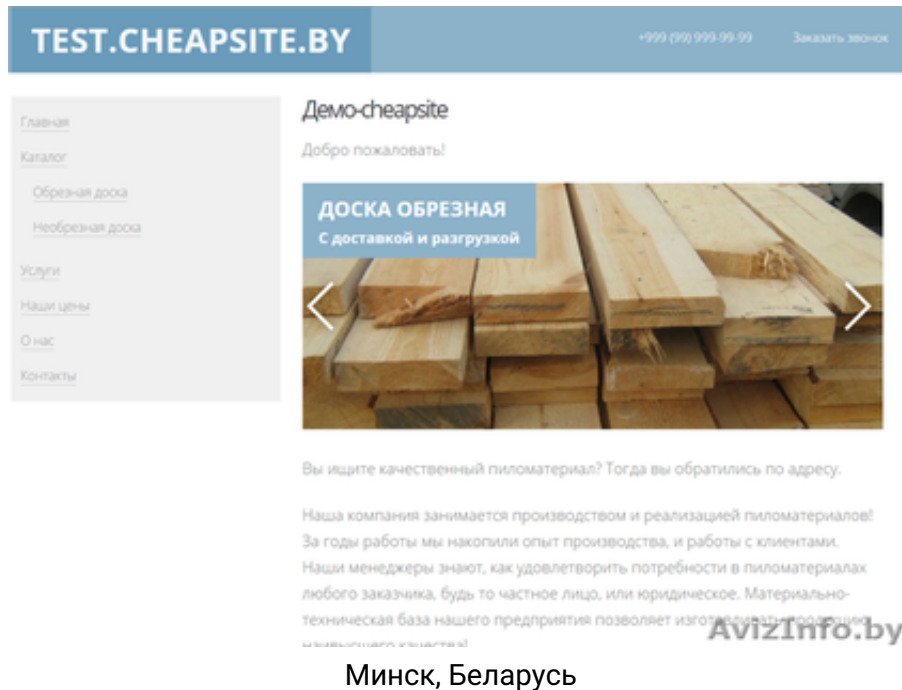 TEST.CHEAPSITE.BY
+999 (99) 999-99-99
Заказать звонок
Главная
Каталог
Обрезная доска
Необрезная доска
Услуги
Наши цены
О нас
Контакты
Демо-cheapsite
Добро пожаловать!
ДОСКА ОБРЕЗНАЯ
С доставкой и разгрузкой
Вы ищите качественный пиломатериал? Тогда вы обратились по адресу.
Наша компания занимается производством и реализацией пиломатериалов!
За годы работы мы накопили опыт производства, и работы с клиентами.
Наши менеджеры знают, как удовлетворить потребности в пиломатериалах
любого заказчика, будь то частное лицо, или юридическое. Материально-
техническая база нашего предприятия позволяет изготавливать продукцию
наивысшего качества!
AvizInfo.by
Минск, Беларусь